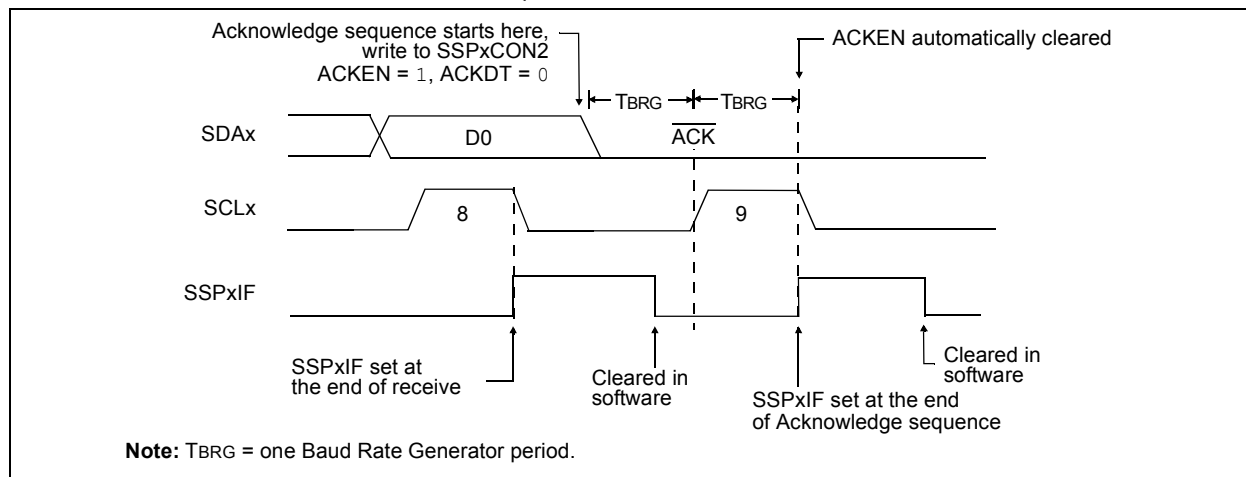 Acknowledge sequence starts here,
write to SSPxCON2
ACKEN = 1, ACKDT = 0
ACKEN automatically cleared
TBRG
TBRG
SDAx
D0
ACK
SCLx
8
9
SSPxIF
SSPxIF set at
the end of receive
Cleared in
software
SSPxIF set at the end
of Acknowledge sequence
Cleared in
software
Note: TBRG = one Baud Rate Generator period.